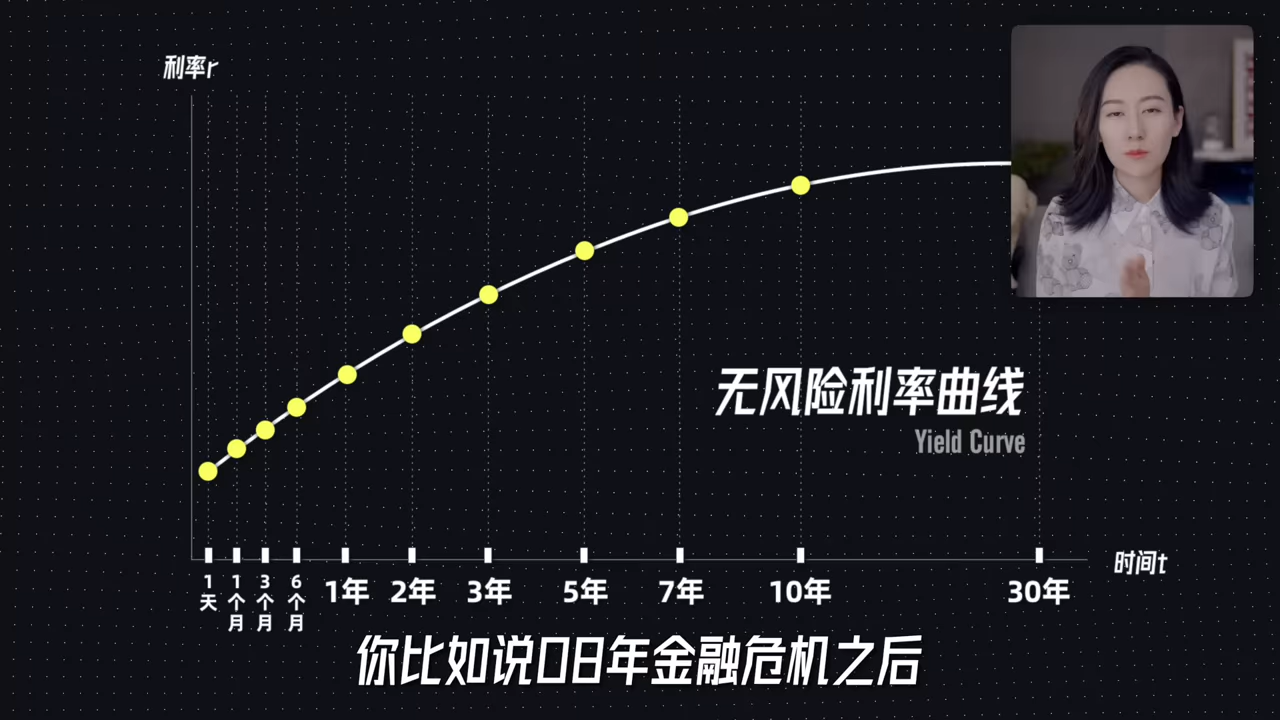 利率r
无风险利率曲线
Yield Curve
时间t
1天
1个月
3个月
6个月
1年
2年
3年
5年
7年
10年
30年
你比如说08年金融危机之后